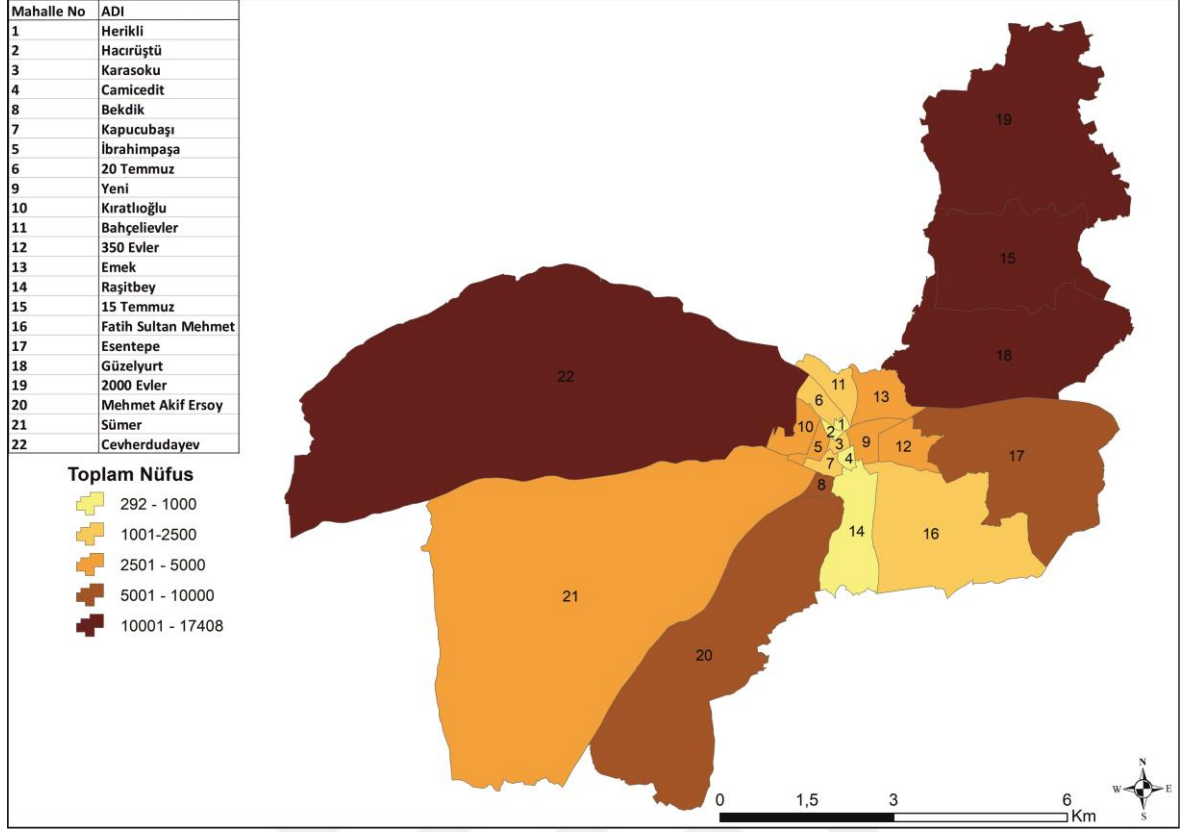 Mahalle No ADI
1 Herikli
2 Hacırüştü
3 Karasoku
4 Camicedit
8 Bekdik
7 Kapucubaşı
5 İbrahimpaşa
6 20 Temmuz
9 Yeni
10 Kıratlıoğlu
11 Bahçelievler
12 350 Evler
13 Emek
14 Raşitbey
15 15 Temmuz
16 Fatih Sultan Mehmet
17 Esentepe
18 Güzelyurt
19 2000 Evler
20 Mehmet Akif Ersoy
21 Sümer
22 Cevherdudayev
Toplam Nüfus
292 - 1000
1001-2500
2501 - 5000
5001 - 10000
10001 - 17408
19
15
18
22
11
13
6
1
10
2
3
9
12
5
4
17
7
8
14
16
21
20
0 1,5 3 6
Km
N
W E
S